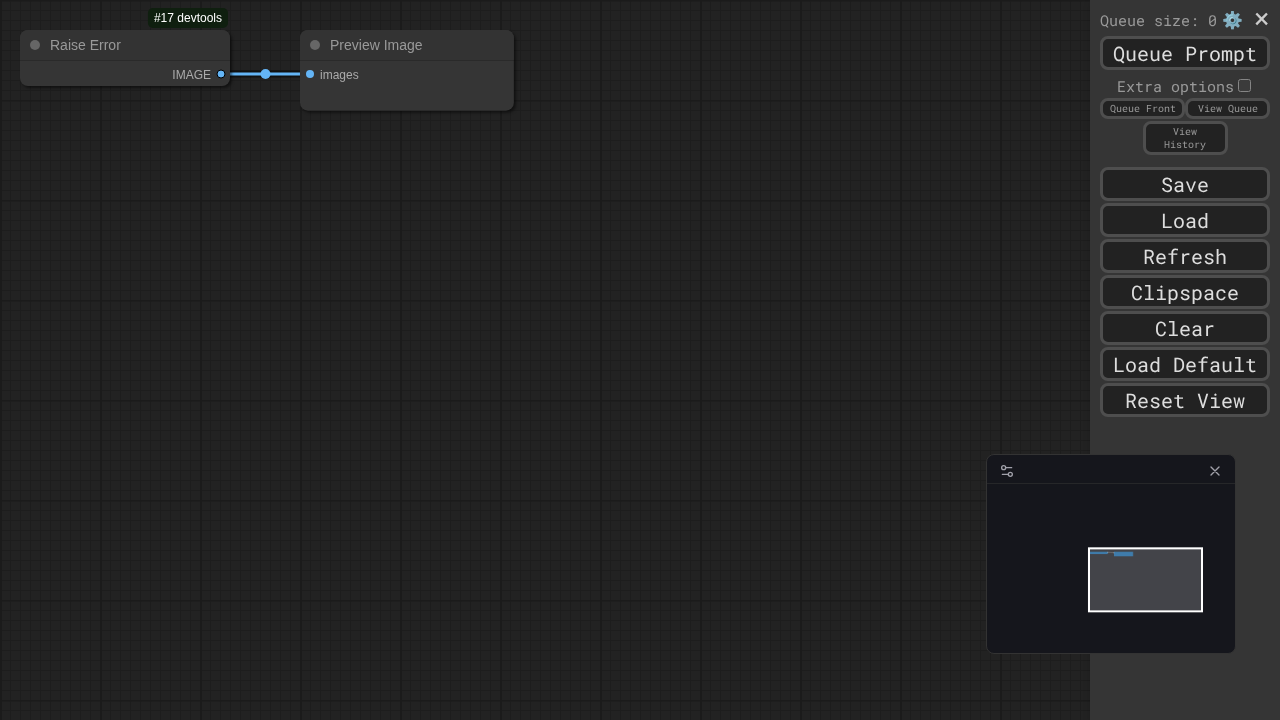 #17 devtools
Raise Error
IMAGE
Preview Image
images
Queue size: 0
Queue Prompt
Extra options
Queue Front
View Queue
View
History
Save
Load
Refresh
Clipspace
Clear
Load Default
Reset View